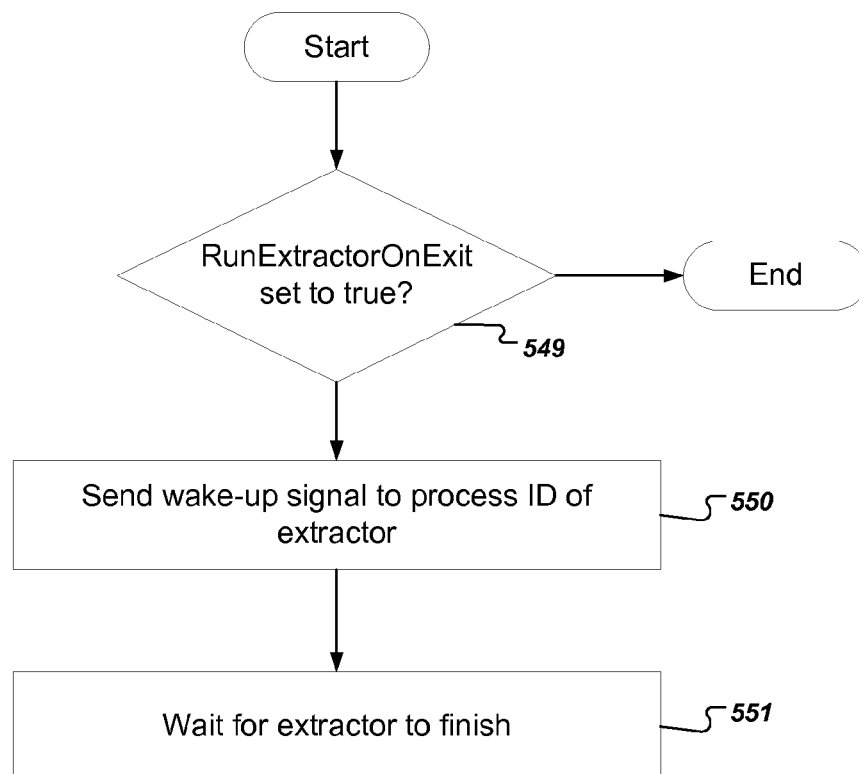 Start
RunExtractorOnExit
set to true?
End
549
Send wake-up signal to process ID of
extractor
550
Wait for extractor to finish
551